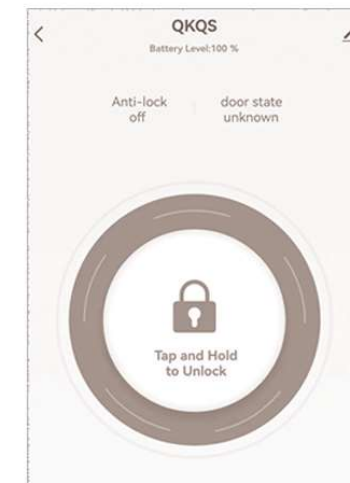 QKQS
Battery Level:100 %
Anti-lock
off
door state
unknown
Tap and Hold
to Unlock